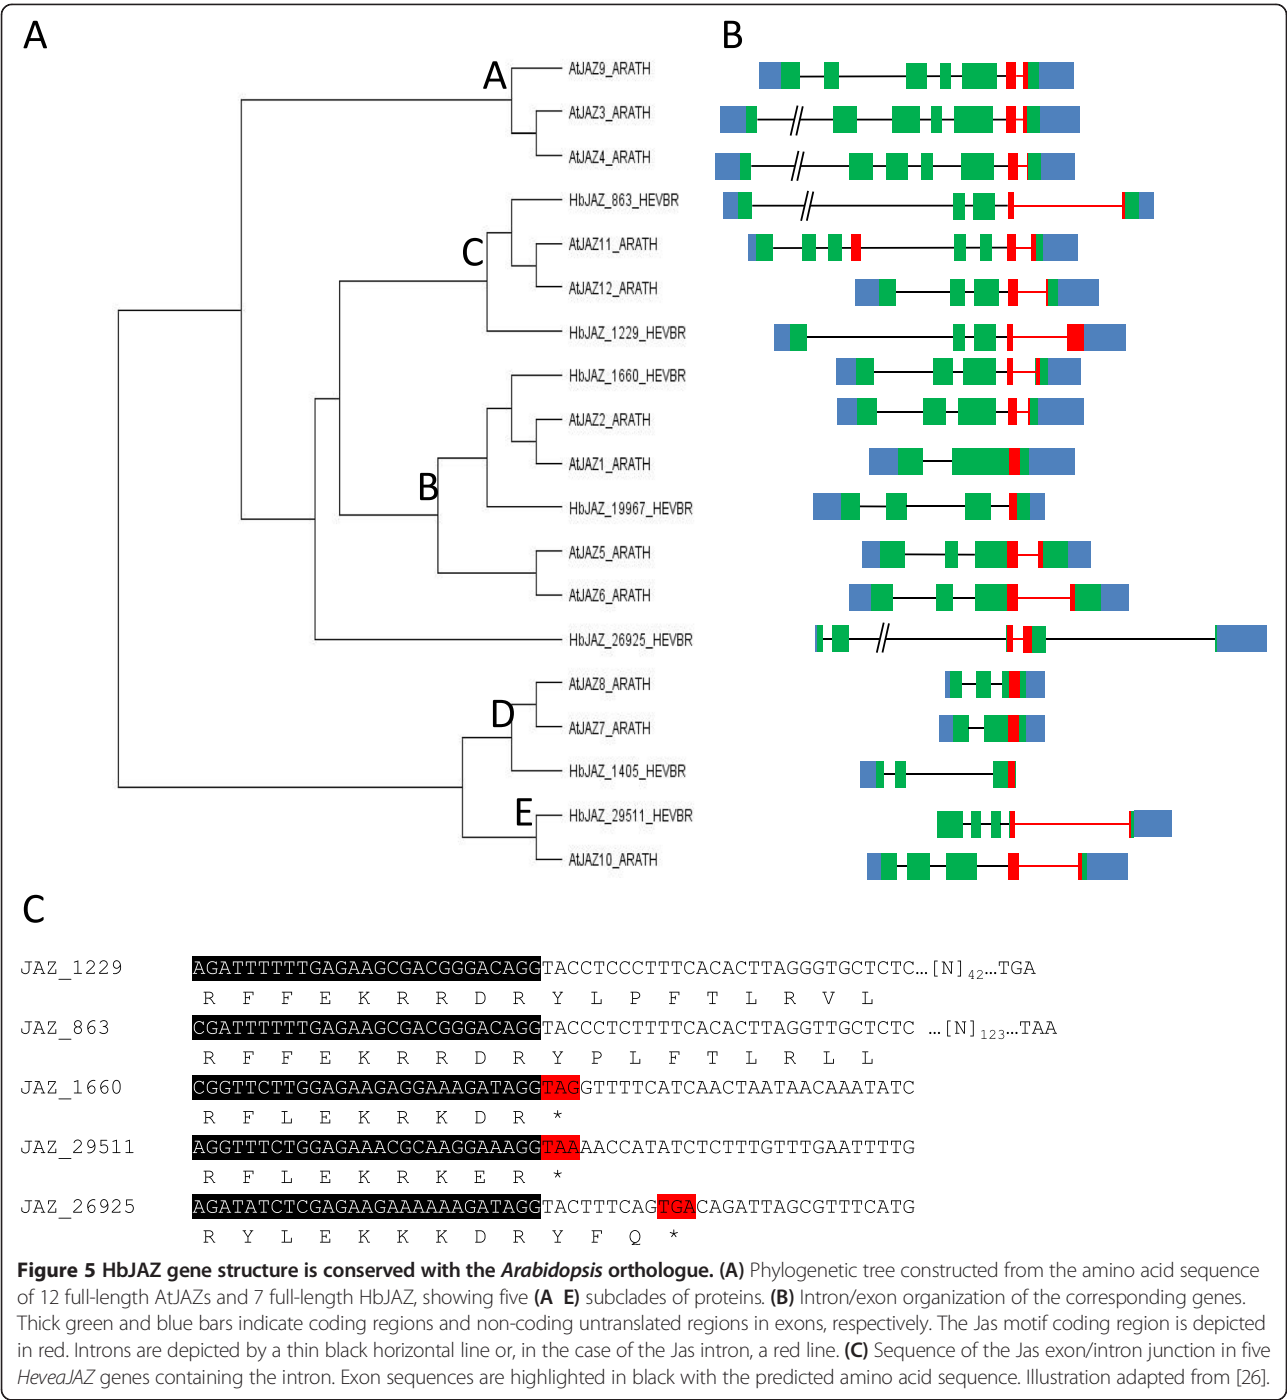 A
B
A
AtJAZ9_ARATH
AtJAZ3_ARATH
AtJAZ4_ARATH
HbJAZ_863_HEVBR
C
AtJAZ11_ARATH
AtJAZ12_ARATH
HbJAZ_1229_HEVBR
HbJAZ_1660_HEVBR
AtJAZ2_ARATH
AtJAZ1_ARATH
B
HbJAZ_19967_HEVBR
AtJAZ5_ARATH
AtJAZ6_ARATH
HbJAZ_26925_HEVBR
AtJAZ8_ARATH
D
AtJAZ7_ARATH
HbJAZ_1405_HEVBR
E
HbJAZ_29511_HEVBR
AtJAZ10_ARATH
C
JAZ_1229 AGATTTTTTGAGAAGCGACGGGACAGGTACCTCCCTTTCACACTTAGGGTGCTCTC...[N]42...TGA
R F F E K R R D R Y L P F T L R V L
JAZ_863 CGATTTTTTGAGAAGCGACGGGACAGGTACCCTCTTTTCACACTTAGGTTGCTCTC ...[N]123...TAA
R F F E K R R D R Y P L F T L R L L
JAZ_1660 CGGTTCTTGGAGAAGAGGAAAGATAGGTAGGTTTTCATCAACTAATAACAAATATC
R F L E K R K D R *
JAZ_29511 AGGTTTCTGGAGAAACGCAAGGAAAGGTAAAACCATATCTCTTTGTTTGAATTTTG
R F L E K R K E R *
JAZ_26925 AGATATCTCGAGAAGAAAAAAGATAGGTACTTTCAGTGACAGATTAGCGTTTCATG
R Y L E K K K D R Y F Q *
Figure 5 HbJAZ gene structure is conserved with the Arabidopsis orthologue. (A) Phylogenetic tree constructed from the amino acid sequence
of 12 full-length AtJAZs and 7 full-length HbJAZ, showing five (A E) subclades of proteins. (B) Intron/exon organization of the corresponding genes.
Thick green and blue bars indicate coding regions and non-coding untranslated regions in exons, respectively. The Jas motif coding region is depicted
in red. Introns are depicted by a thin black horizontal line or, in the case of the Jas intron, a red line. (C) Sequence of the Jas exon/intron junction in five
HeveaJAZ genes containing the intron. Exon sequences are highlighted in black with the predicted amino acid sequence. Illustration adapted from [26].